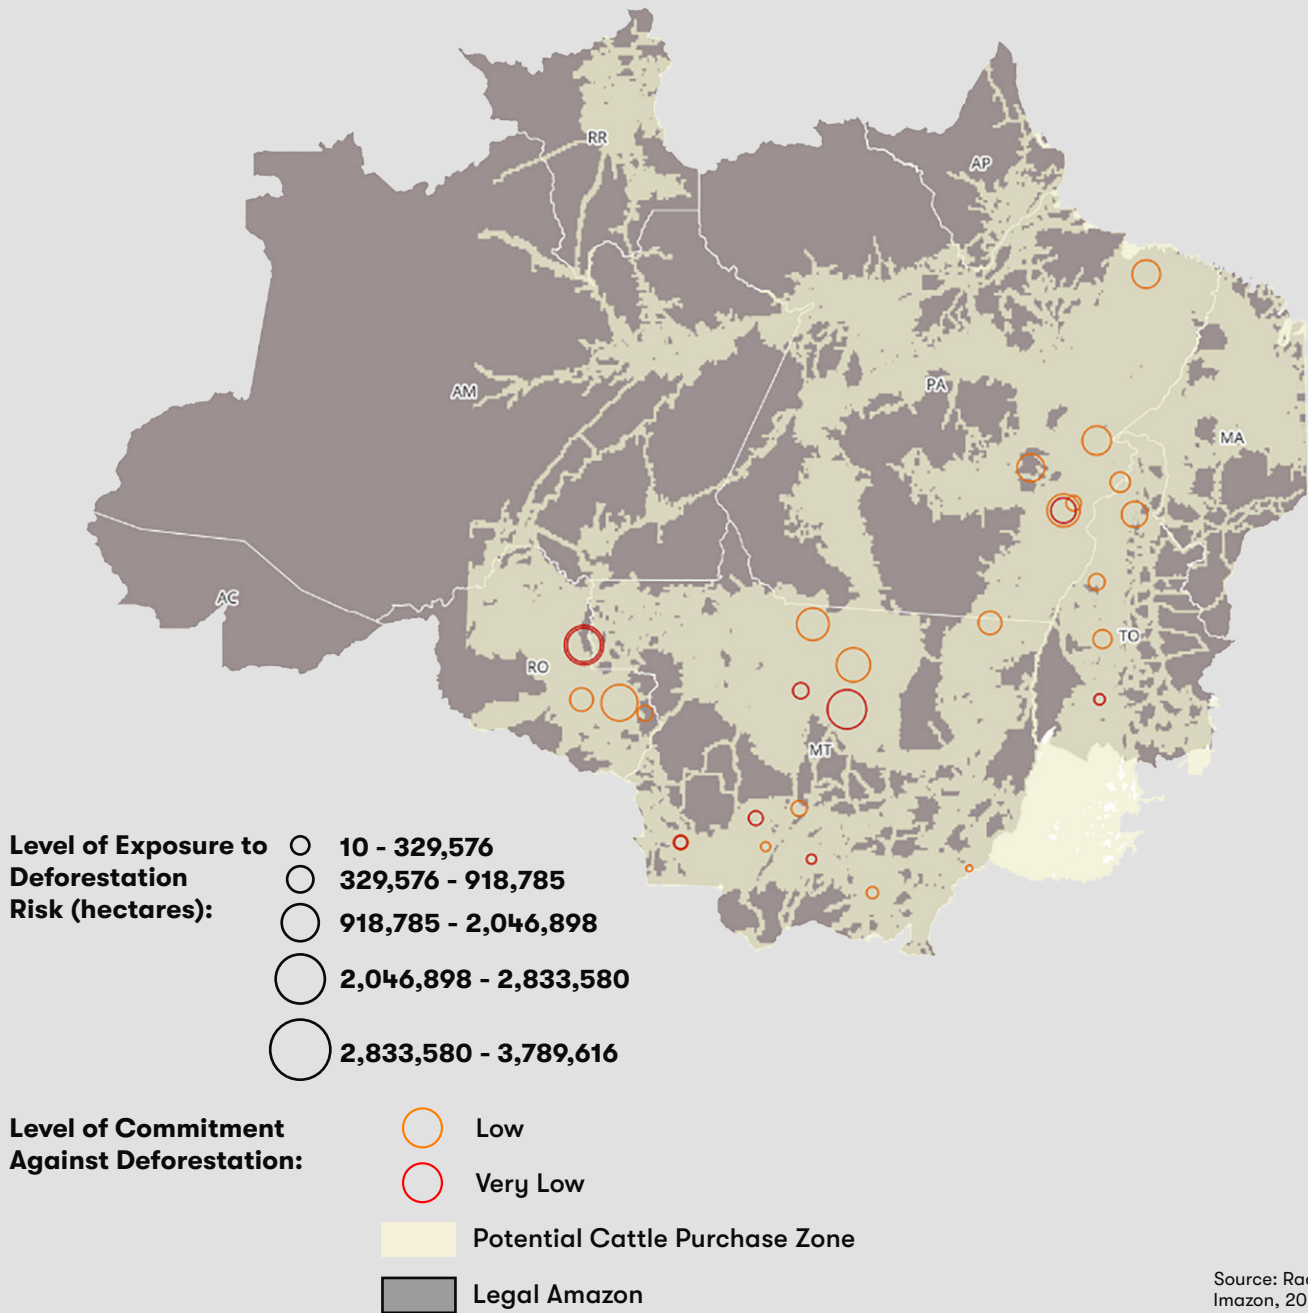 RR
AP
AM
PA
MA
AC
RO
TO
MT
Level of Exposure to
Deforestation
Risk (hectares):
10 - 329,576
329,576 - 918,785
918,785 - 2,046,898
2,046,898 - 2,833,580
2,833,580 - 3,789,616
Level of Commitment
Against Deforestation:
Low
Very Low
Potential Cattle Purchase Zone
Legal Amazon
Source:
Imazon,